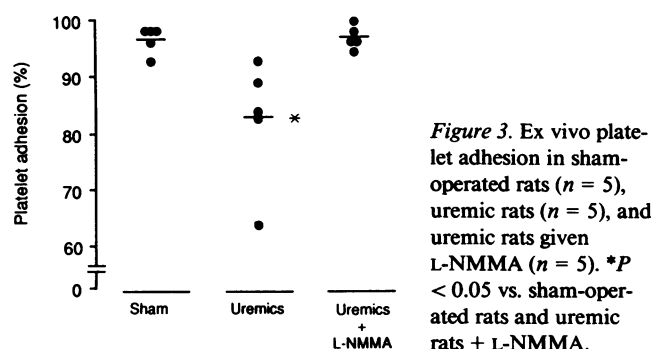 100
90
80
70
60
0
Platelet adhesion (%)
Sham
Uremics
Uremics
+
L-NMMA
*
Figure 3. Ex vivo plate-
let adhesion in sham-
operated rats (n = 5),
uremic rats (n = 5), and
uremic rats given
L-NMMA (n = 5). *P
< 0.05 vs. sham-oper-
ated rats and uremic
rats + L-NMMA.